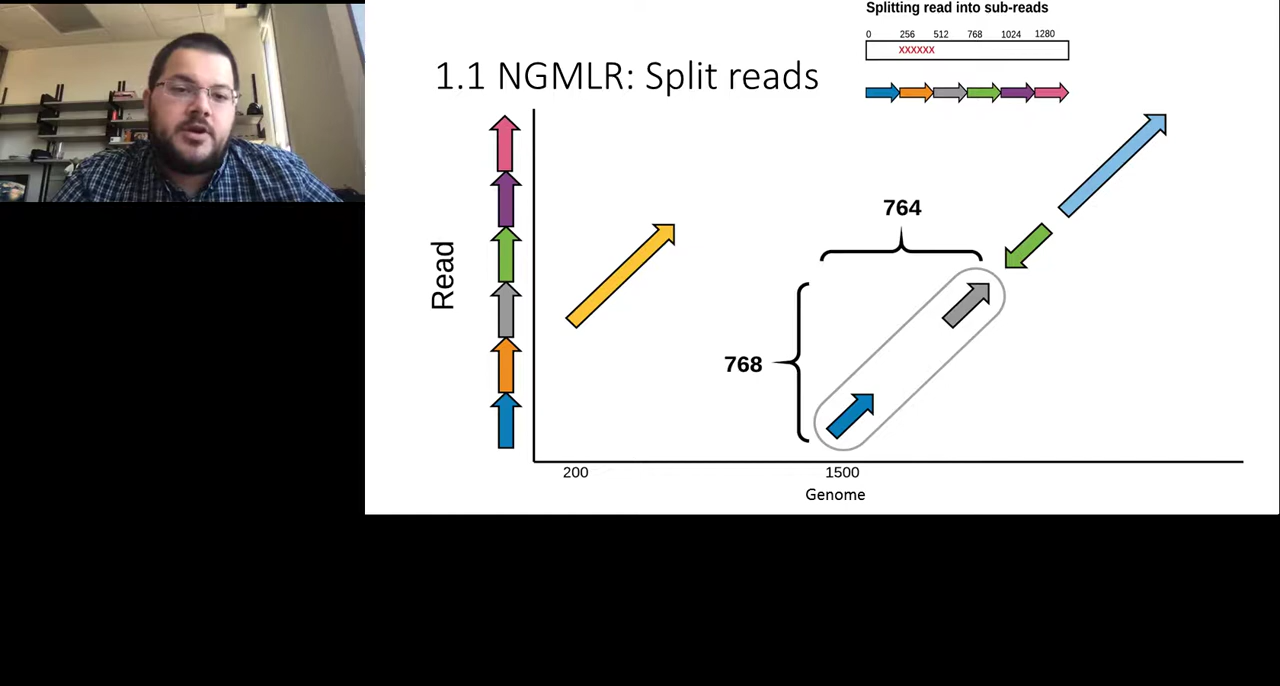 Splitting read into sub-reads
0 256 512 768 1024 1280
XXXXXX
1.1 NGMLR: Split reads
764
Read
768
200 1500
Genome